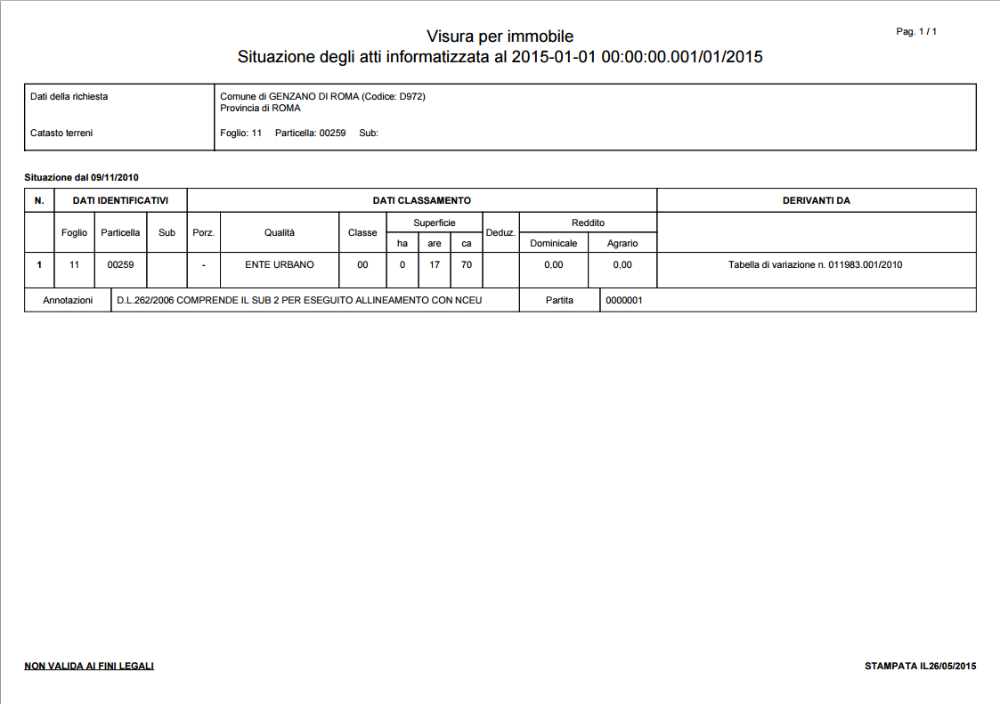 Visura per immobile
Pag. 1 / 1
Situazione degli atti informatizzata al 2015-01-01 00:00:00.001/01/2015
Dati della richiesta
Comune di GENZANO DI ROMA (Codice: D972)
Provincia di ROMA
Catasto terreni
Foglio: 11 Particella: 00259 Sub:
Situazione dal 09/11/2010
N. DATI IDENTIFICATIVI DATI CLASSAMENTO DERIVANTI DA
Foglio Particella Sub Porz. Qualità Classe Superficie Deduz. Reddito
ha are ca Dominicale Agrario
1 11 00259 - ENTE URBANO 00 0 17 70 0,00 0,00 Tabella di variazione n. 011983.001/2010
Annotazioni D.L.262/2006 COMPRENDE IL SUB 2 PER ESEGUITO ALLINEAMENTO CON NCEU Partita 0000001
NON VALIDA AI FINI LEGALI
STAMPATA IL26/05/2015